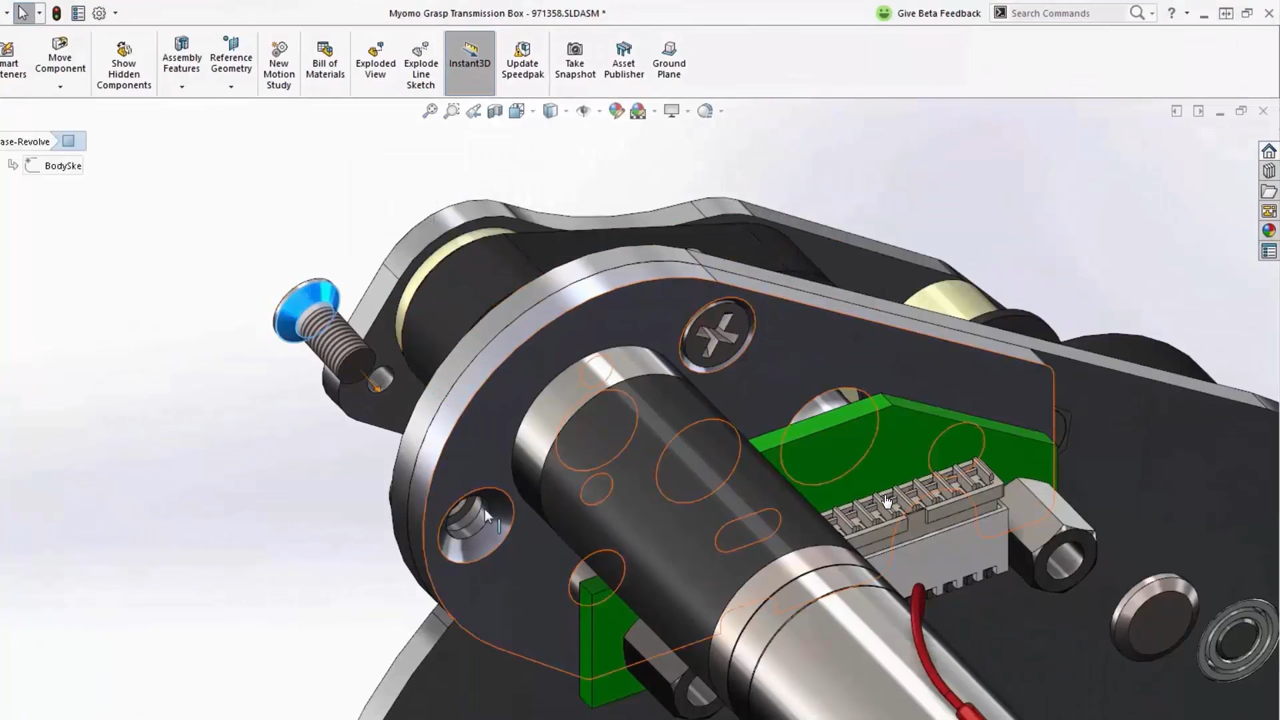 Myomo Grasp Transmission Box - 971358.SLDASM *
Give Beta Feedback
Search Commands
?
mart
teners
Move
Component
Show
Hidden
Components
Assembly
Features
Reference
Geometry
New
Motion
Study
Bill of
Materials
Exploded
View
Explode
Line
Sketch
Instant3D
Update
Speedpak
Take
Snapshot
Asset
Publisher
Ground
Plane
ase-Revolve
BodySke